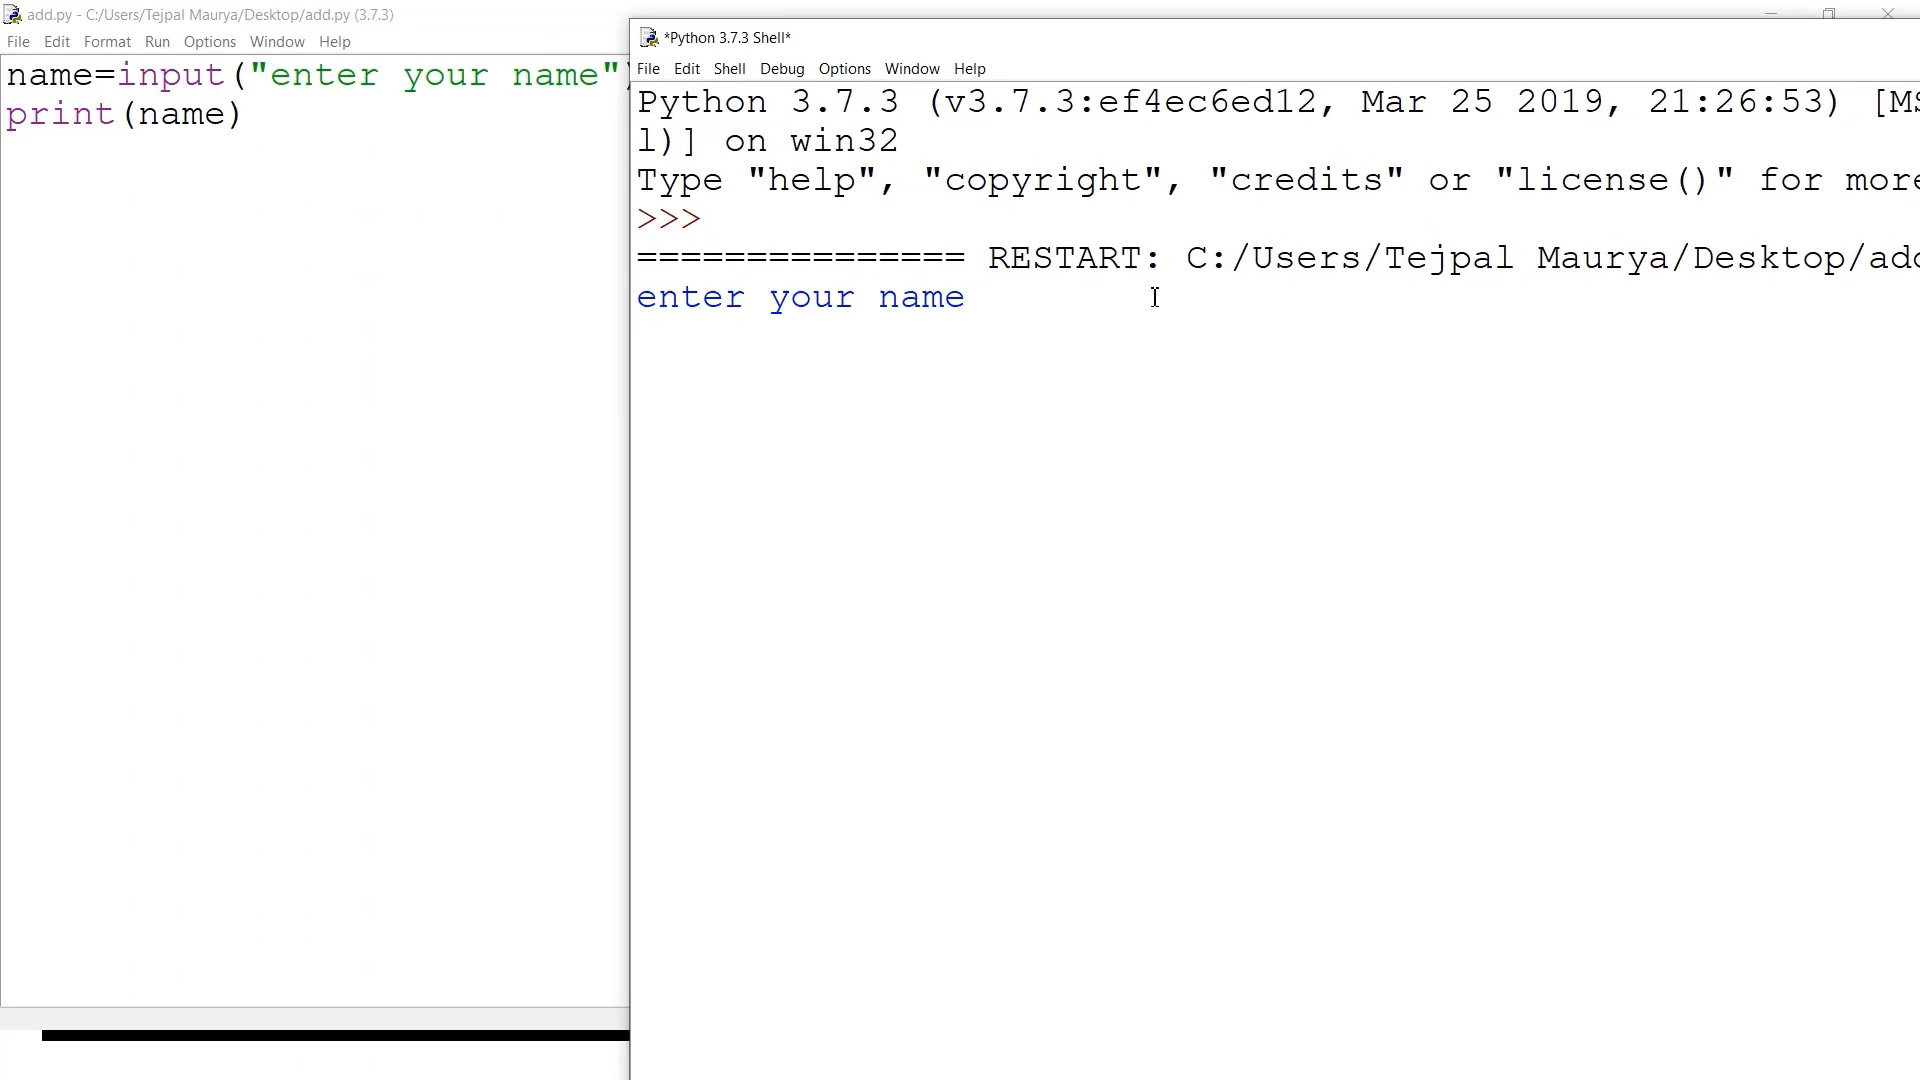 add.py - C:/Users/Tejpal Maurya/Desktop/add.py (3.7.3)
File Edit Format Run Options Window Help
name=input("enter your name"
print(name)
*Python 3.7.3 Shell*
File Edit Shell Debug Options Window Help
Python 3.7.3 (v3.7.3:ef4ec6ed12, Mar 25 2019, 21:26:53) [MS
l)] on win32
Type "help", "copyright", "credits" or "license()" for more
>>>
=============== RESTART: C:/Users/Tejpal Maurya/Desktop/add
enter your name